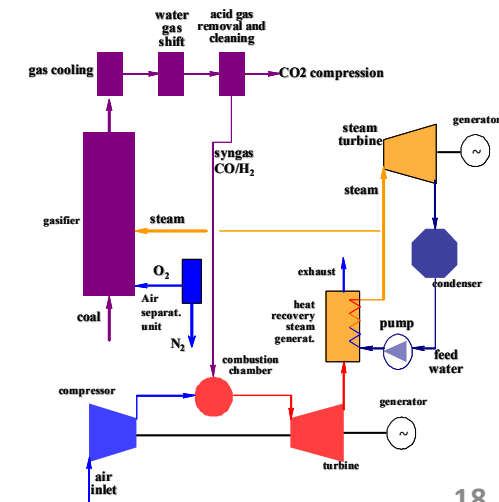 water
gas
shift
acid gas
removal and
cleaning
gas cooling
CO2 compression
steam
turbine
generator
~
syngas
CO/H2
steam
gasifier
steam
O2
Air
separat.
unit
N2
coal
exhaust
condenser
heat
recovery
steam
generat.
pump
feed
water
combustion
chamber
compressor
generator
~
turbine
air
inlet
18